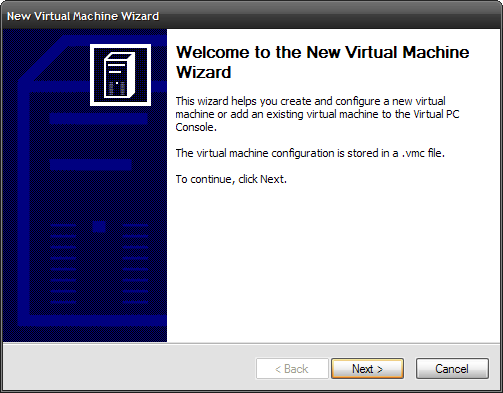 New Virtual Machine Wizard
Welcome to the New Virtual Machine
Wizard
This wizard helps you create and configure a new virtual
machine or add an existing virtual machine to the Virtual PC
Console.
The virtual machine configuration is stored in a .vmc file.
To continue, click Next.
< Back
Next >
Cancel